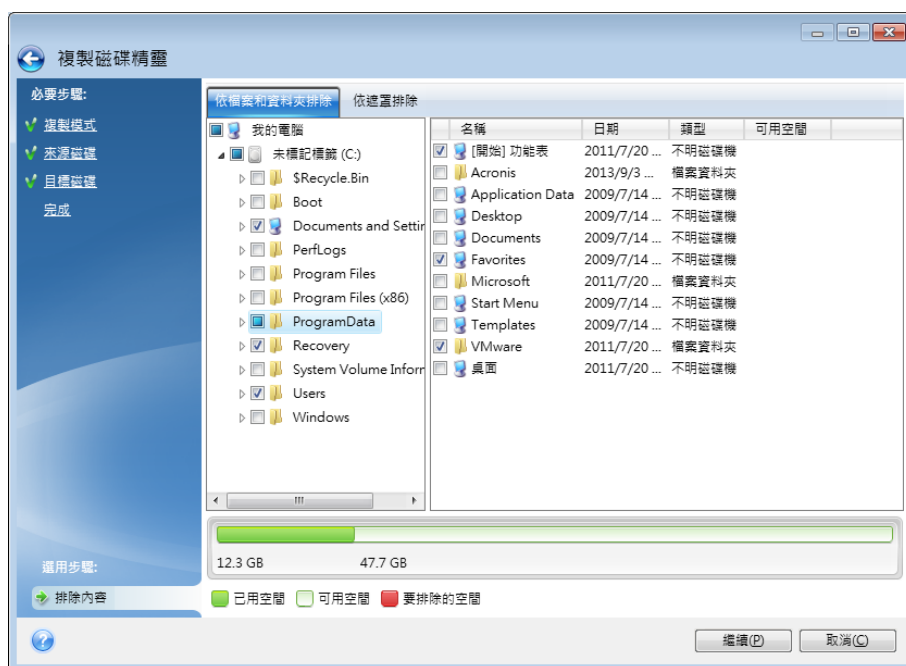 複製磁碟精靈
必要步驟:
複製模式
來源磁碟
目標磁碟
完成
選用步驟:
排除內容
依檔案和資料夾排除 依遮罩排除
我的電腦
未標記標籤 (C:)
$Recycle.Bin
Boot
Documents and Settir
PerfLogs
Program Files
Program Files (x86)
ProgramData
Recovery
System Volume Inforr
Users
Windows
名稱 日期 類型 可用空間
[開始] 功能表 2011/7/20 ... 不明磁碟機
Acronis 2013/9/3 ... 檔案資料夾
Application Data 2009/7/14 ... 不明磁碟機
Desktop 2009/7/14 ... 不明磁碟機
Documents 2009/7/14 ... 不明磁碟機
Favorites 2009/7/14 ... 不明磁碟機
Microsoft 2011/7/20 ... 檔案資料夾
Start Menu 2009/7/14 ... 不明磁碟機
Templates 2009/7/14 ... 不明磁碟機
VMware 2011/7/20 ... 檔案資料夾
桌面 2011/7/20 ... 不明磁碟機
12.3 GB 47.7 GB
已用空間 可用空間 要排除的空間
繼續(P) 取消(C)